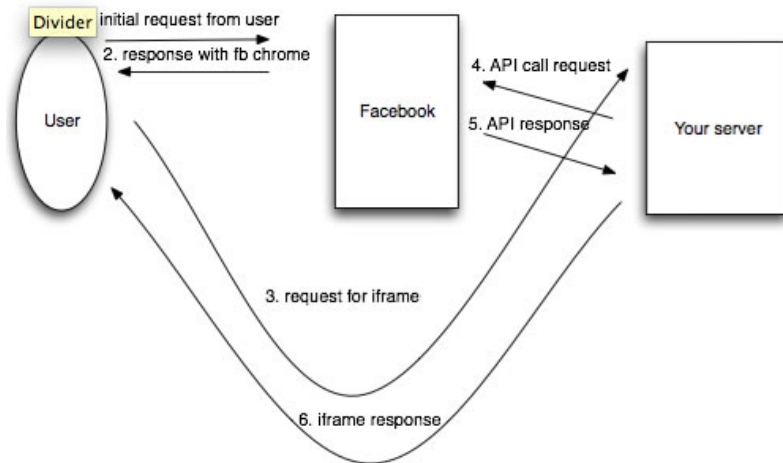 Divider
initial request from user
2. response with fb chrome
User
Facebook
4. API call request
5. API response
Your server
3. request for iframe
6. iframe response